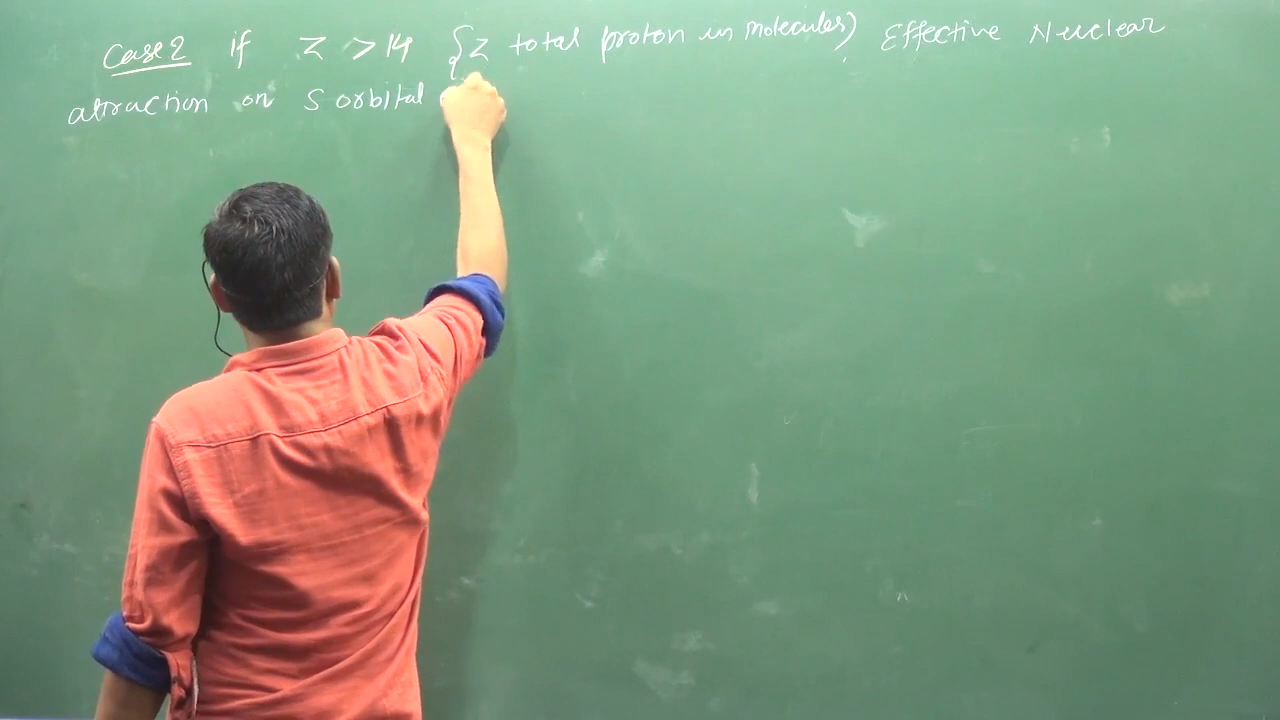 Case 2 if Z > 14 {Z total proton in molecules) Effective Nuclear
attraction on S orbital